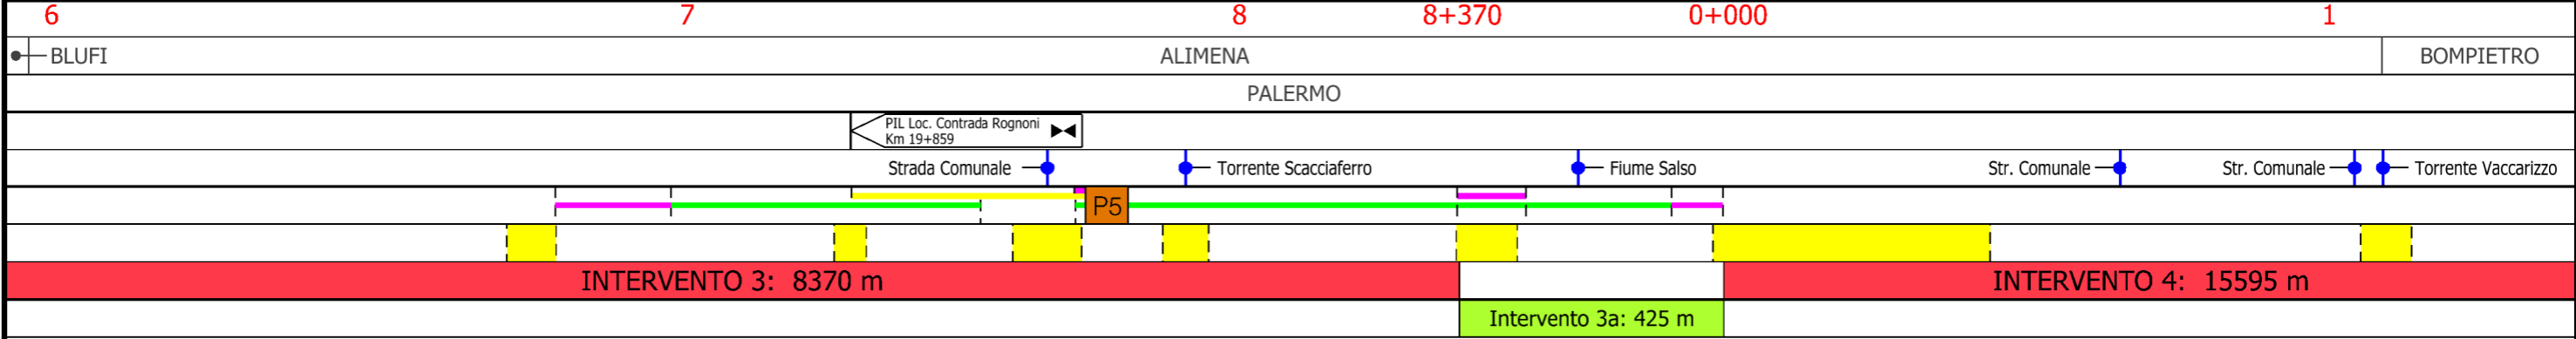 6 7 8 8+370 0+000 1
BLUFI ALIMENA BOMPIETRO
PALERMO
PIL Loc. Contrada Rognoni
Km 19+859
Strada Comunale Torrente Scacciaferro Fiume Salso Str. Comunale Str. Comunale Torrente Vaccarizzo
P5
INTERVENTO 3: 8370 m INTERVENTO 4: 15595 m
Intervento 3a: 425 m